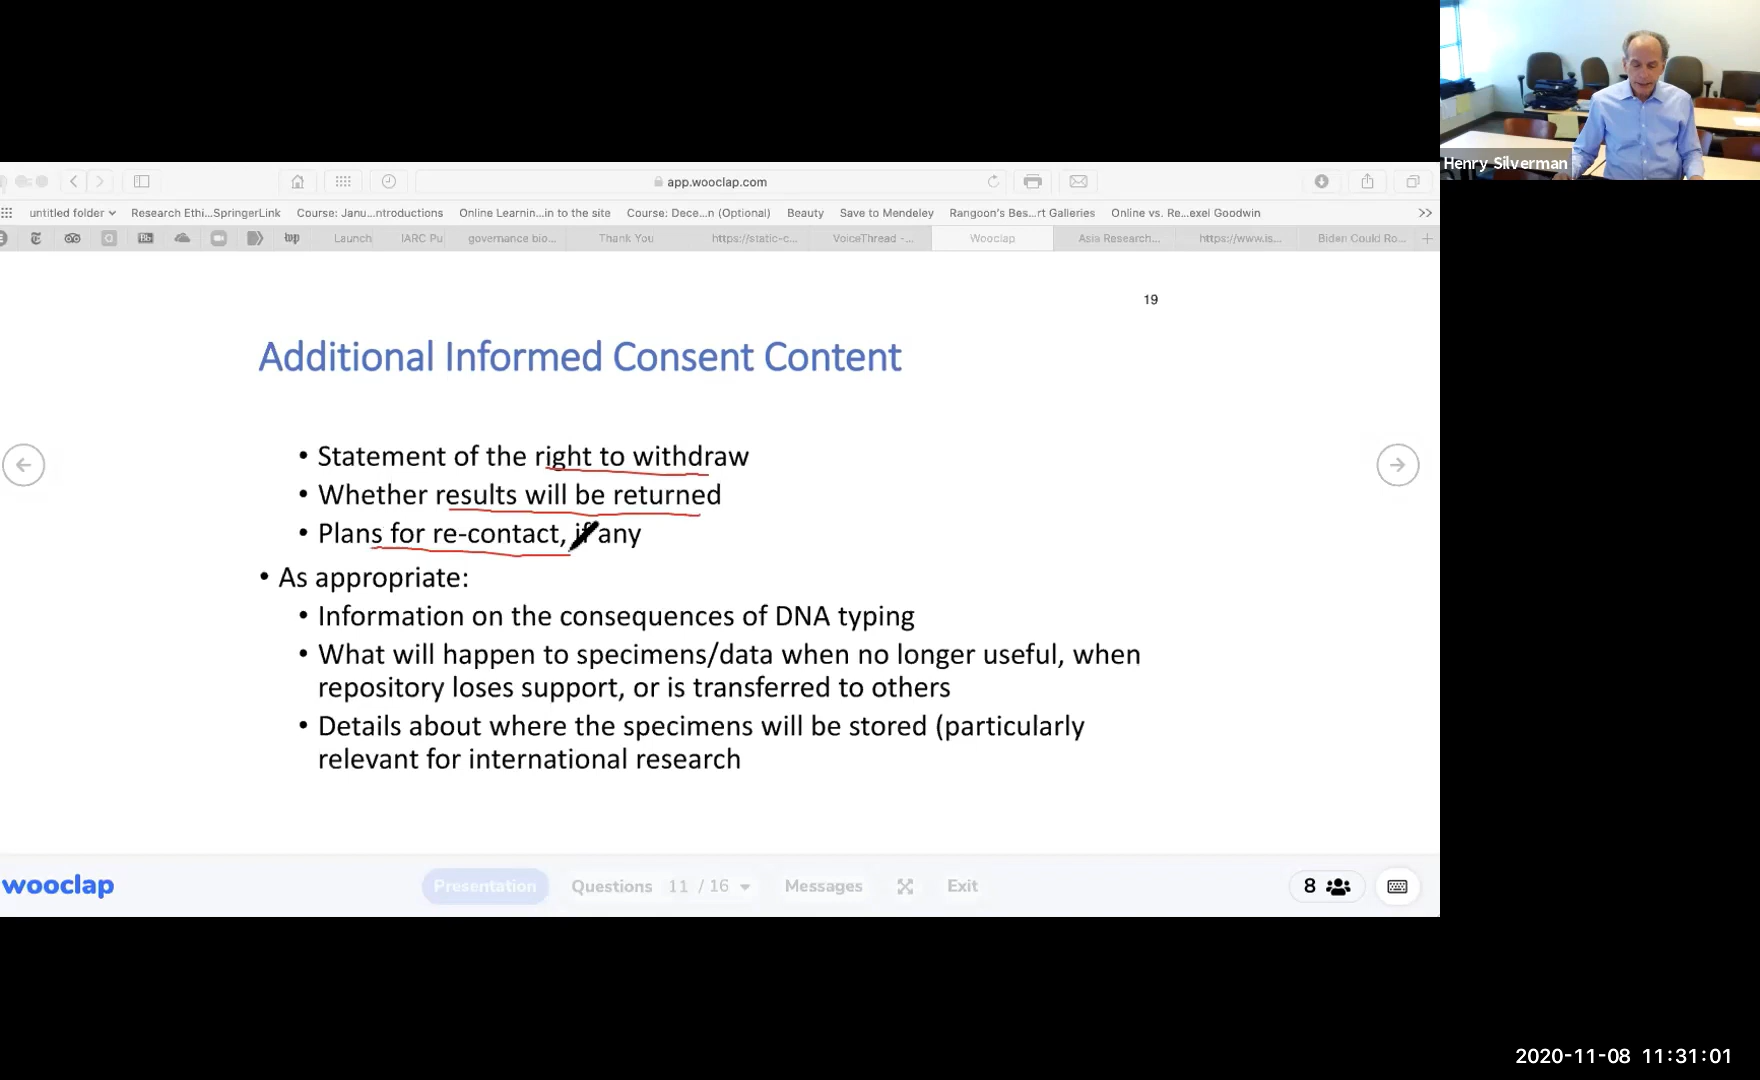 Henry Silverman
app.wooclap.com
untitled folder
Research Ethi...SpringerLink
Course: Janu...ntroductions
Online Learnin...in to the site
Course: Dece...n (Optional)
Beauty
Save to Mendeley
Rangoon's Bes...rt Galleries
Online vs. Re...exel Goodwin
Launch
IARC Pu
governance bio...
Thank You
https://static-c...
VoiceThread -...
Wooclap
Asia Research...
https://www.is...
Biden Could Ro...
19
Additional Informed Consent Content
• Statement of the right to withdraw
• Whether results will be returned
• Plans for re-contact, if any
• As appropriate:
• Information on the consequences of DNA typing
• What will happen to specimens/data when no longer useful, when
repository loses support, or is transferred to others
• Details about where the specimens will be stored (particularly
relevant for international research
wooclap
Presentation
Questions 11 / 16
Messages
Exit
8
2020-11-08 11:31:01